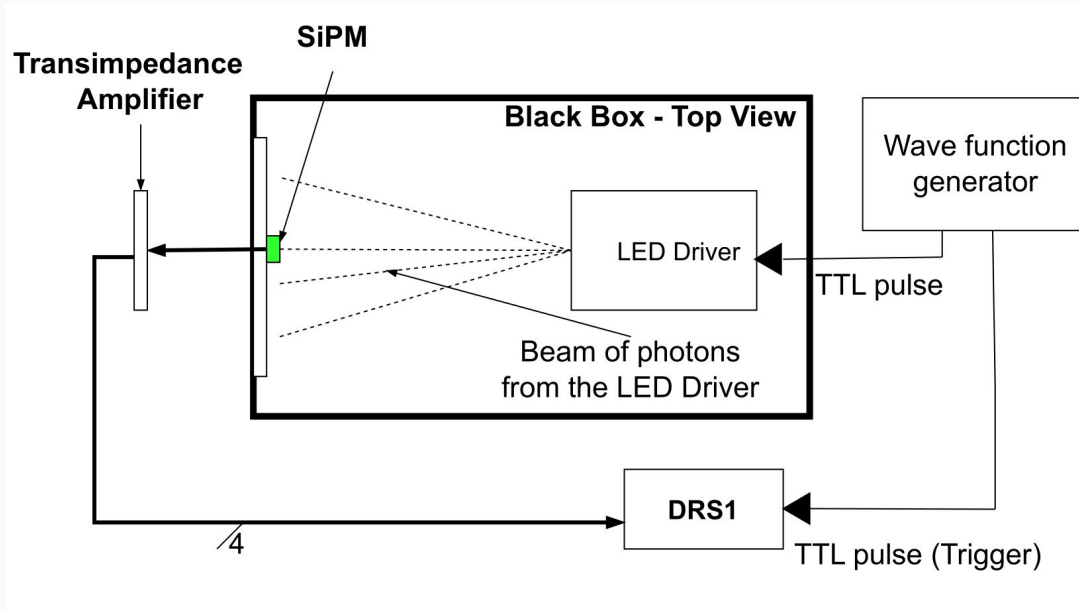 SiPM
Transimpedance
Amplifier
Black Box - Top View
Wave function
generator
LED Driver
TTL pulse
Beam of photons
from the LED Driver
DRS1
4
TTL pulse (Trigger)